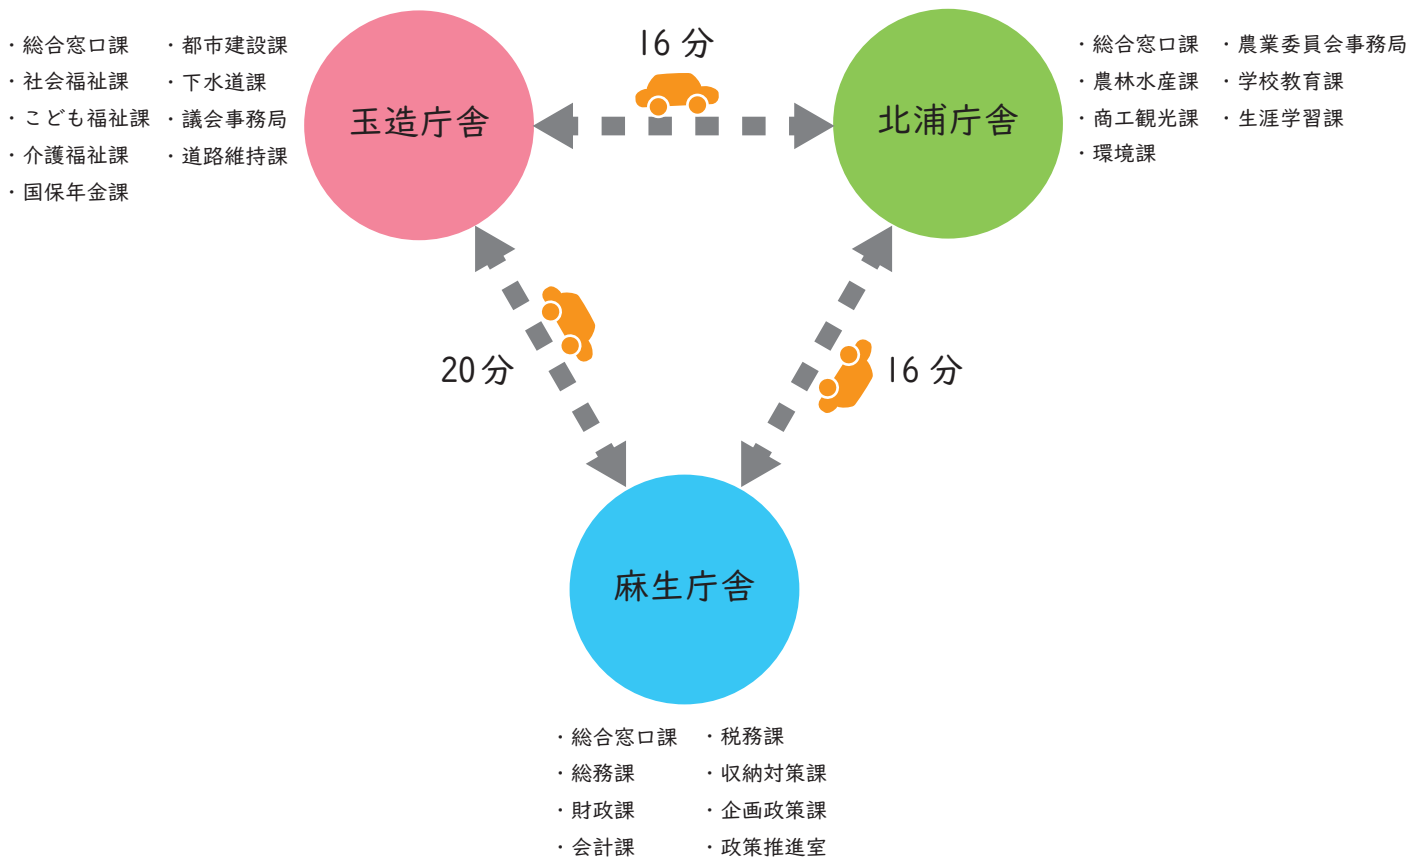 ・総合窓口課
・社会福祉課
・こども福祉課
・介護福祉課
・国保年金課
・都市建設課
・下水道課
・議会事務局
・道路維持課
玉造庁舎
16分
北浦庁舎
・総合窓口課
・農林水産課
・商工観光課
・環境課
・農業委員会事務局
・学校教育課
・生涯学習課
20分
16分
麻生庁舎
・総合窓口課
・総務課
・財政課
・会計課
・税務課
・収納対策課
・企画政策課
・政策推進室